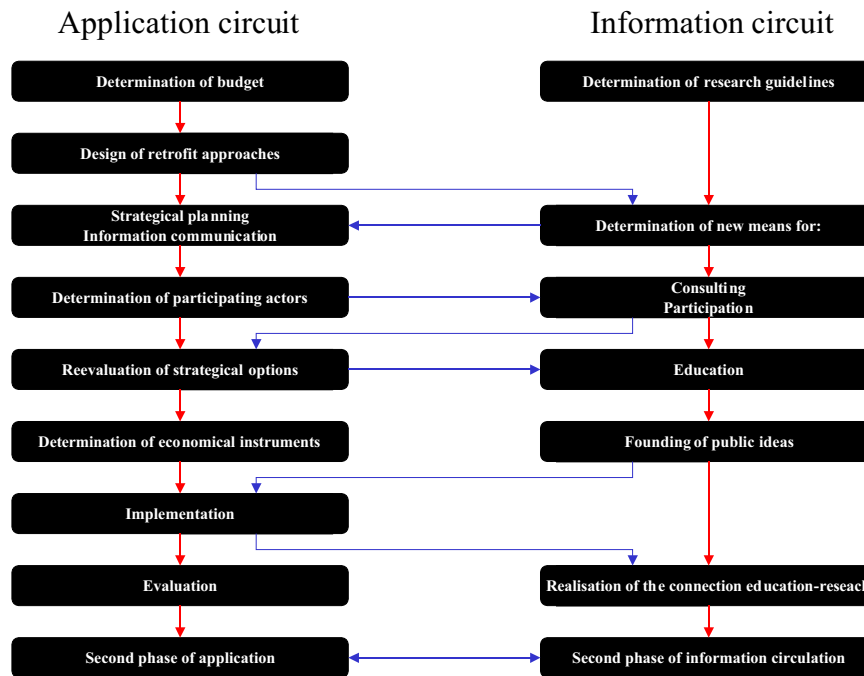 Application circuit
Information circuit
Determination of budget
Determination of research guidelines
Design of retrofit approaches
Strategical planning
Information communication
Determination of new means for:
Determination of participating actors
Consulting
Participation
Reevaluation of strategical options
Education
Determination of economical instruments
Founding of public ideas
Implementation
Evaluation
Realisation of the connection education-reseach
Second phase of application
Second phase of information circulation